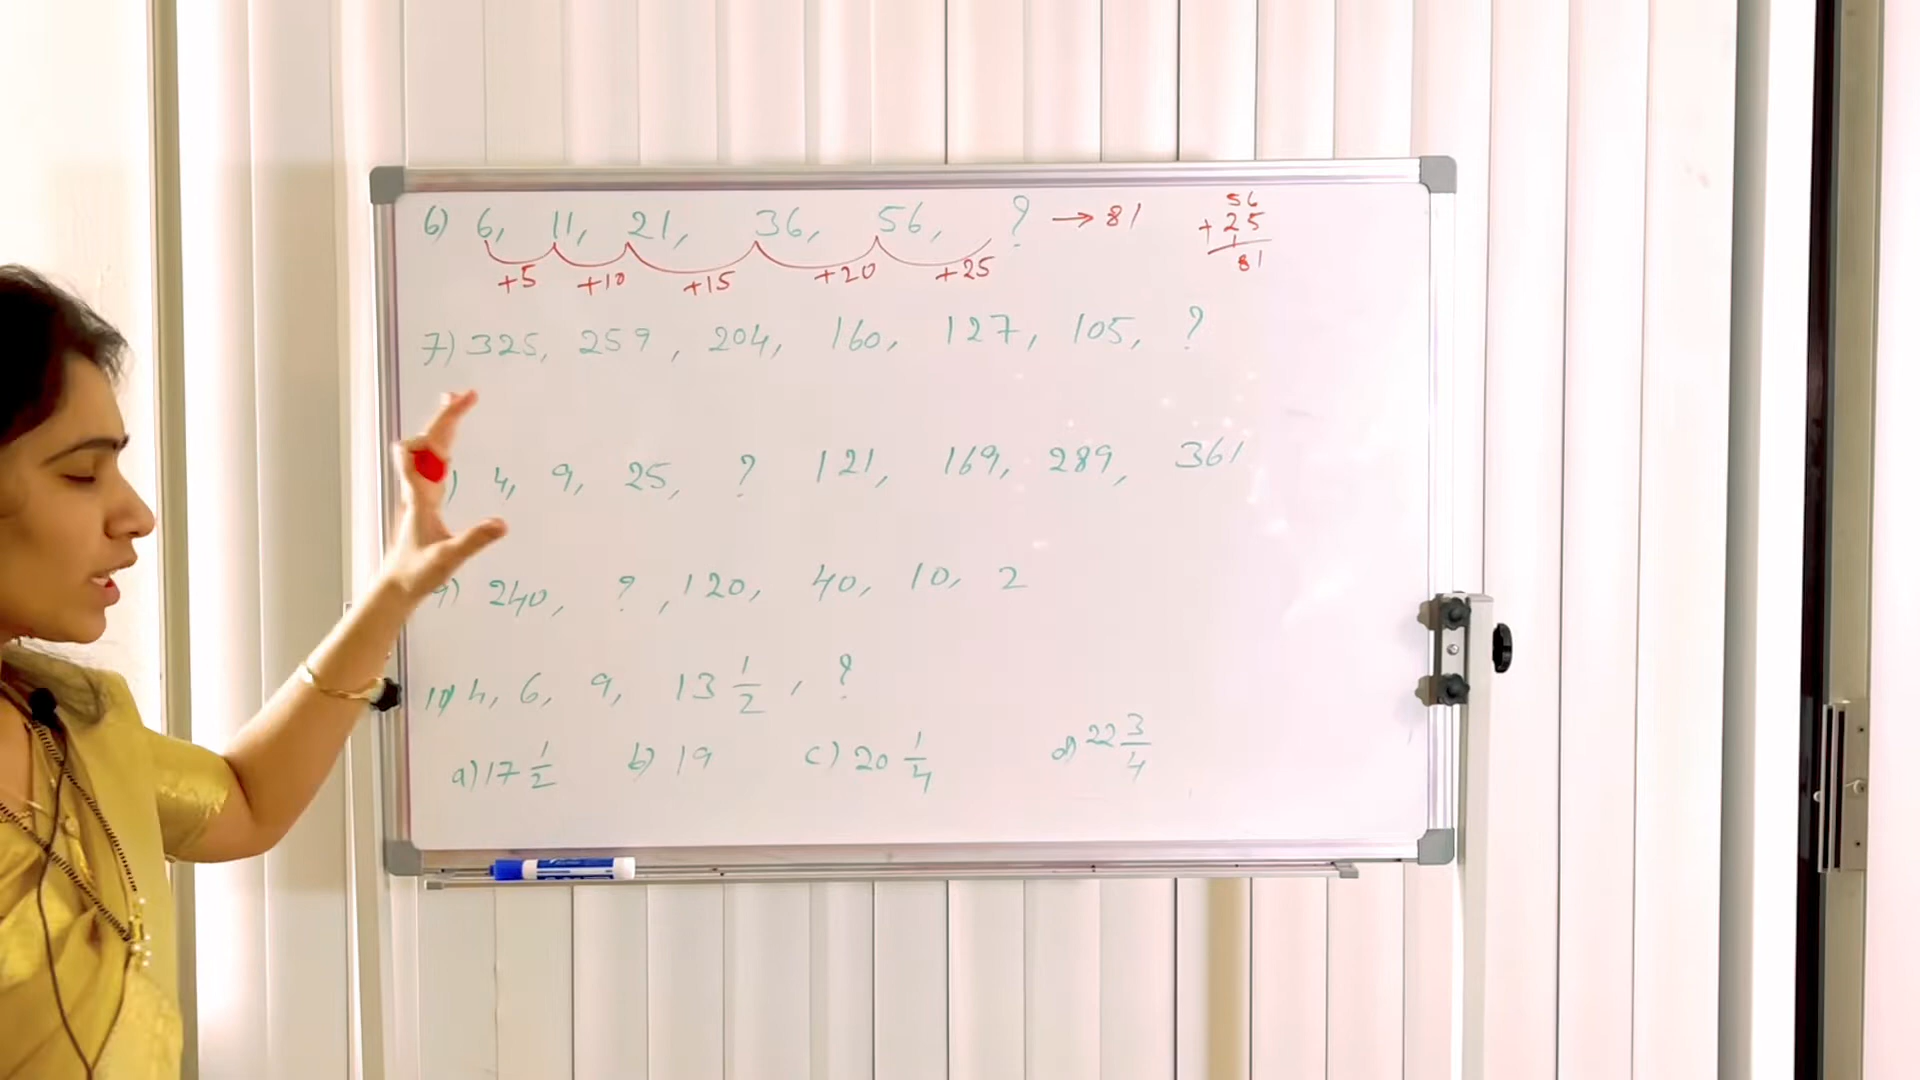 6) 6, 11, 21, 36, 56, ? → 81
+5 +10 +15 +20 +25
56
+25
1
81
7) 325, 259, 204, 160, 127, 105, ?
) 4, 9, 25, ? 121, 169, 289, 361
9) 240, ?, 120, 40, 10, 2
10) 4, 6, 9, 13 1/2, ?
a) 17 1/2 b) 19 c) 20 1/4 d) 22 3/4